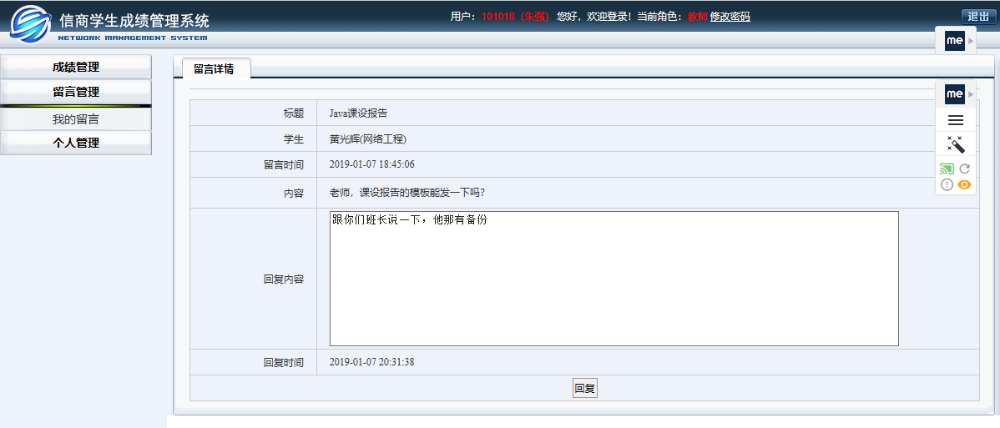 信商学生成绩管理系统
NETWORK MANAGEMENT SYSTEM
用户：101018（朱强） 您好，欢迎登录！当前角色：教师 修改密码
退出
me
成绩管理
留言管理
我的留言
个人管理
留言详情
me
标题 Java课设报告
学生 黄光辉(网络工程)
留言时间 2019-01-07 18:45:06
内容 老师，课设报告的模板能发一下吗？
回复内容 跟你们班长说一下，他那有备份
回复时间 2019-01-07 20:31:38
回复